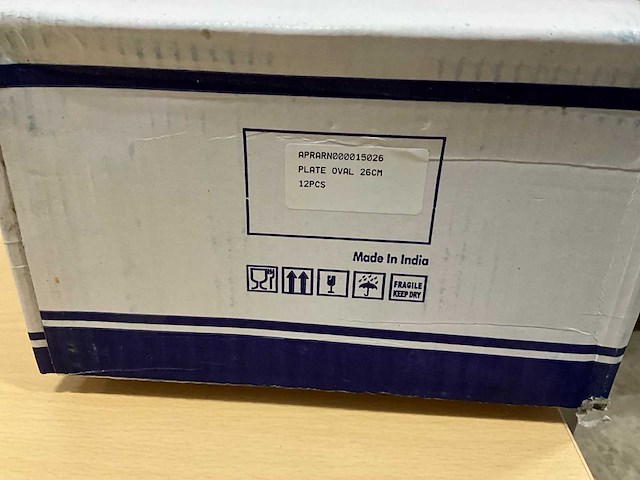 APRARN000015026
PLATE OVAL 26CM
12PCS
Made In India
FRAGILE
KEEP DRY